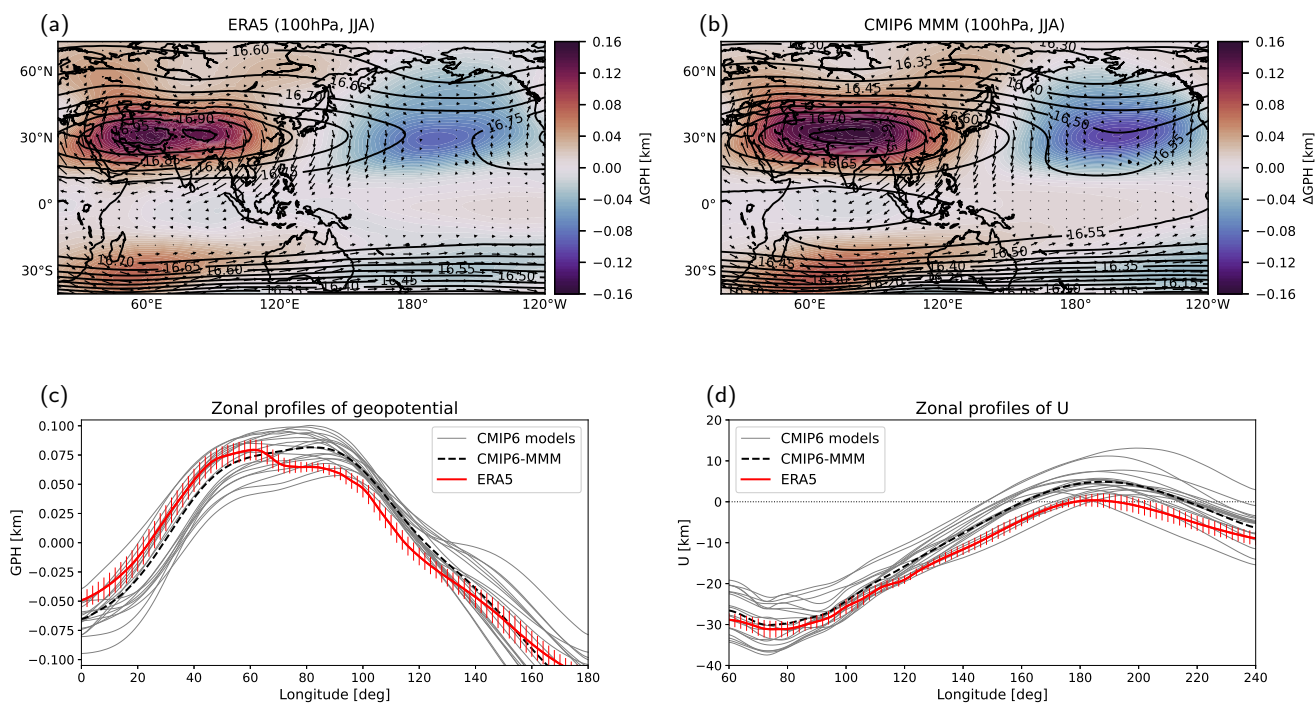 (a)
ERA5 (100hPa, JJA)
60°N
30°N
0°
30°S
60°E
120°E
180°
120°W
16.60
16.65
16.70
16.90
16.75
16.85
16.80
16.70
16.65
16.60
16.55
16.50
16.45
16.40
0.16
0.12
0.08
0.04
0.00
−0.04
−0.08
−0.12
−0.16
ΔGPH [km]
(b)
CMIP6 MMM (100hPa, JJA)
60°N
30°N
0°
30°S
60°E
120°E
180°
120°W
16.30
16.30
16.35
16.45
16.40
16.70
16.60
16.50
16.55
16.65
16.55
16.50
16.45
16.40
16.35
16.30
16.15
16.05
0.16
0.12
0.08
0.04
0.00
−0.04
−0.08
−0.12
−0.16
ΔGPH [km]
(c)
Zonal profiles of geopotential
GPH [km]
0.100
0.075
0.050
0.025
0.000
−0.025
−0.050
−0.075
−0.100
CMIP6 models
CMIP6-MMM
ERA5
0 20 40 60 80 100 120 140 160 180
Longitude [deg]
(d)
Zonal profiles of U
U [km]
20
10
0
−10
−20
−30
−40
CMIP6 models
CMIP6-MMM
ERA5
60 80 100 120 140 160 180 200 220 240
Longitude [deg]